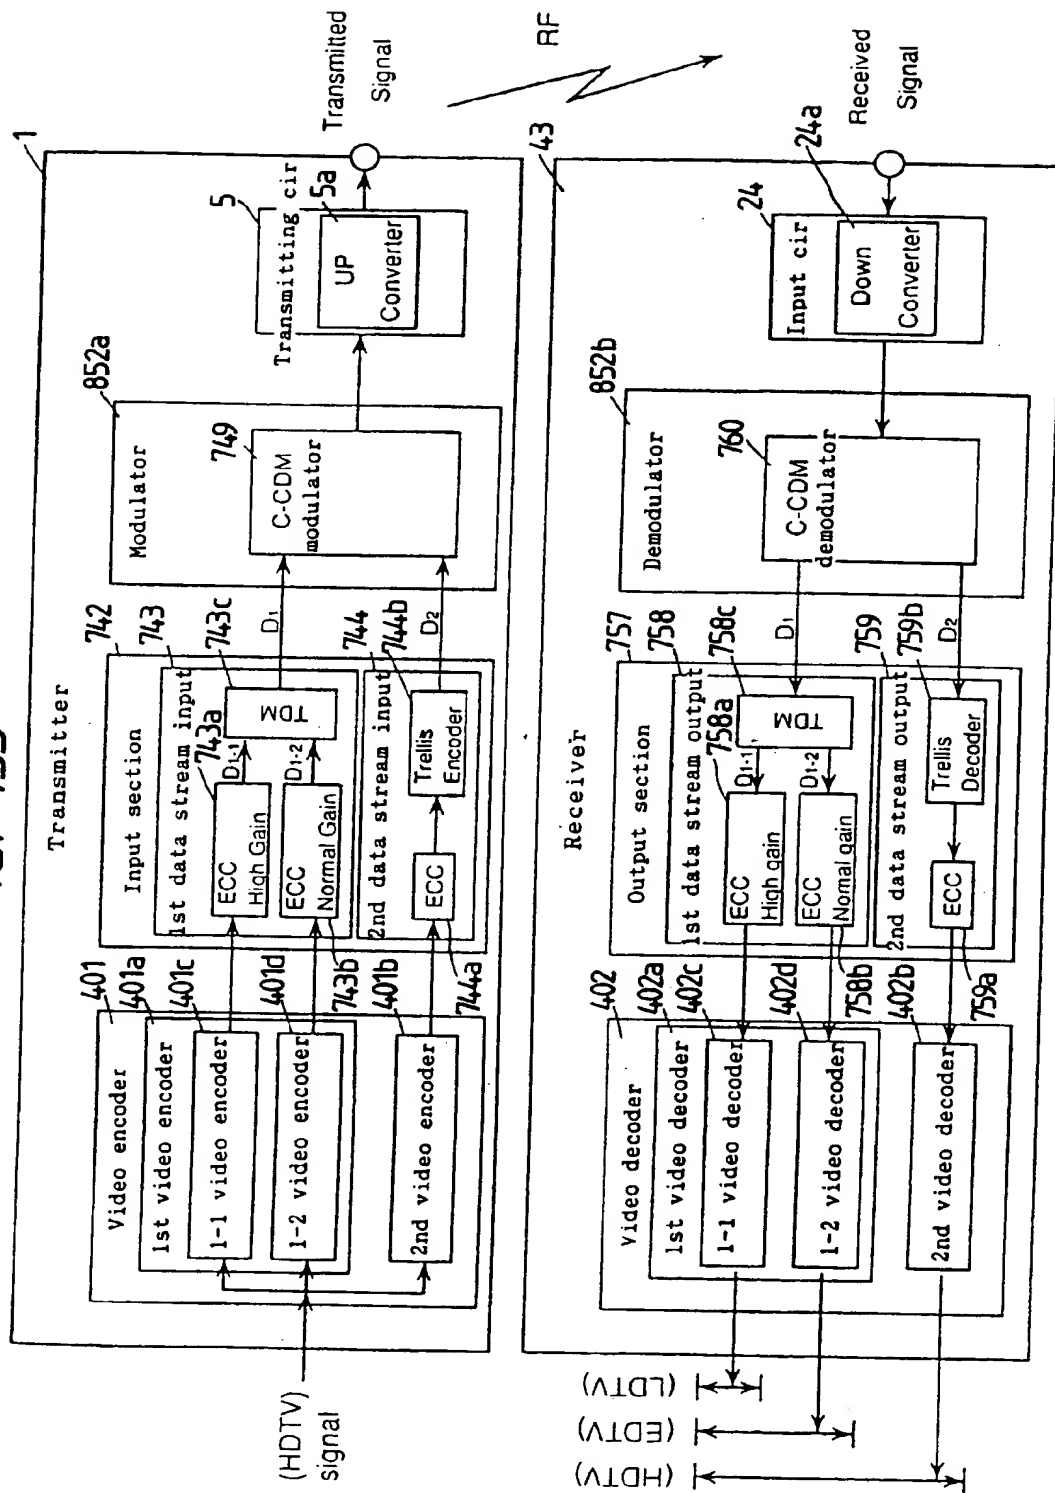 Transmitter
1
Video encoder
401
1st video encoder
401a
1-1 video encoder
401c
1-2 video encoder
401d
2nd video encoder
401b
(HDTV)
signal
Input section
742
1st data stream input
743
743a
ECC
High Gain
D1-1
ECC
Normal Gain
D1-2
743b
TDM
743c
2nd data stream input
744
ECC
744a
Trellis
Encoder
744b
D1
D2
Modulator
852a
C-CDM
modulator
749
Transmitting cir
5
UP
Converter
5a
Transmitted
Signal
RF
Receiver
43
Video decoder
402
1st video decoder
402a
1-1 video decoder
402c
1-2 video decoder
402d
2nd video decoder
402b
(LDTV)
(EDTV)
(HDTV)
Output section
757
1st data stream output
758
758a
ECC
High gain
D1-1
ECC
Normal gain
D1-2
758b
TDM
758c
2nd data stream output
759
ECC
759a
Trellis
Decoder
759b
D1
D2
Demodulator
852b
C-CDM
demodulator
760
Input cir
24
Down
Converter
24a
Received
Signal